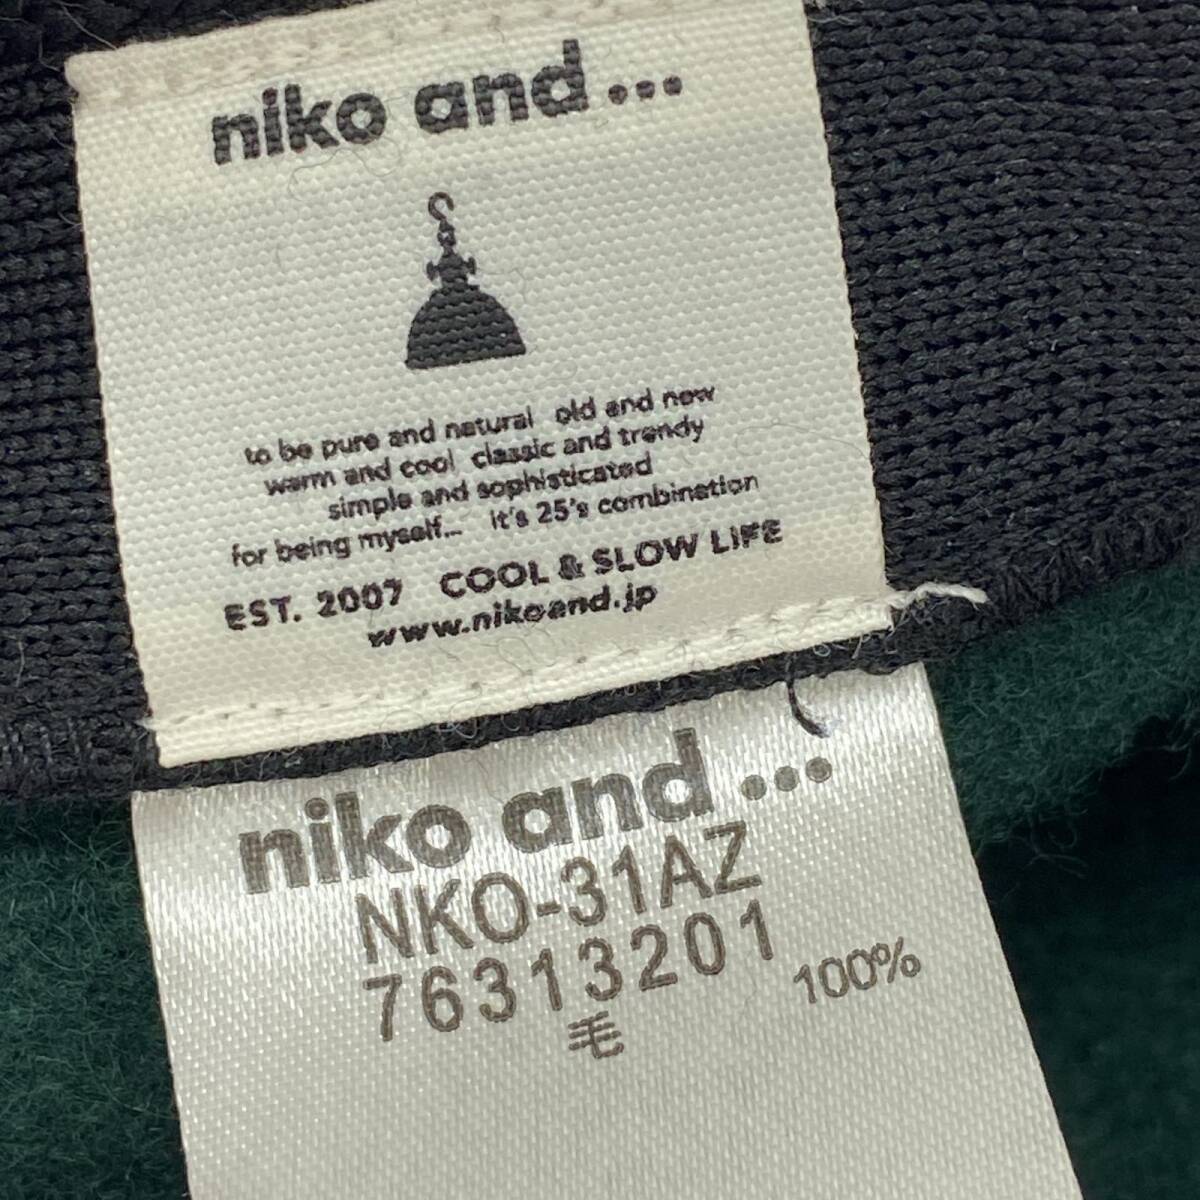 niko and...
to be pure and natural old and new
warm and cool classic and trendy
simple and sophisticated
for being myself... it's 25's combination
EST. 2007 COOL & SLOW LIFE
www.nikoand.jp
niko and...
NKO-31AZ
76313201
毛 100%